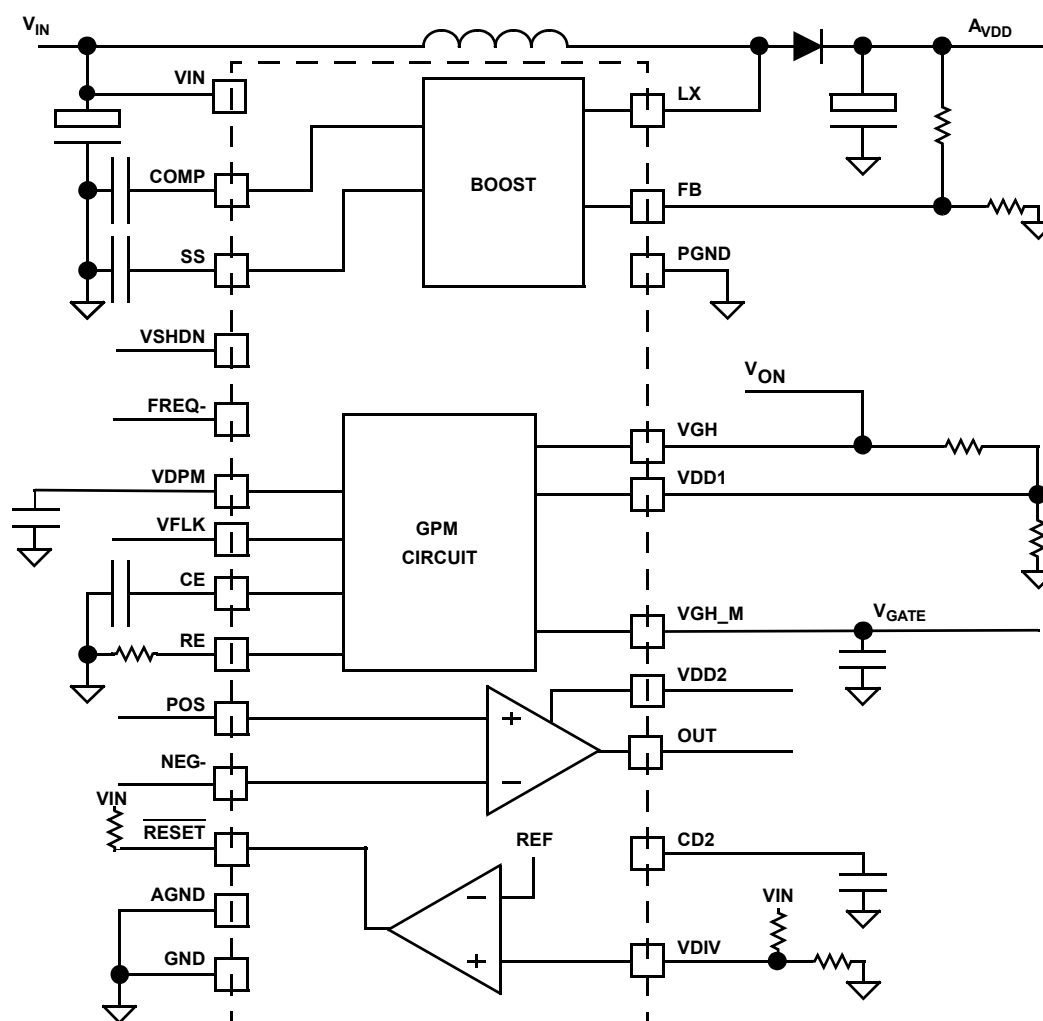 VIN
AVDD
VIN
LX
COMP
BOOST
FB
SS
PGND
VSHDN
VON
FREQ-
VGH
VDPM
VDD1
VFLK
GPM
CIRCUIT
CE
VGH_M
VGATE
RE
VDD2
POS
+
OUT
NEG-
−
VIN
RESET
REF
CD2
AGND
−
VIN
GND
+
VDIV